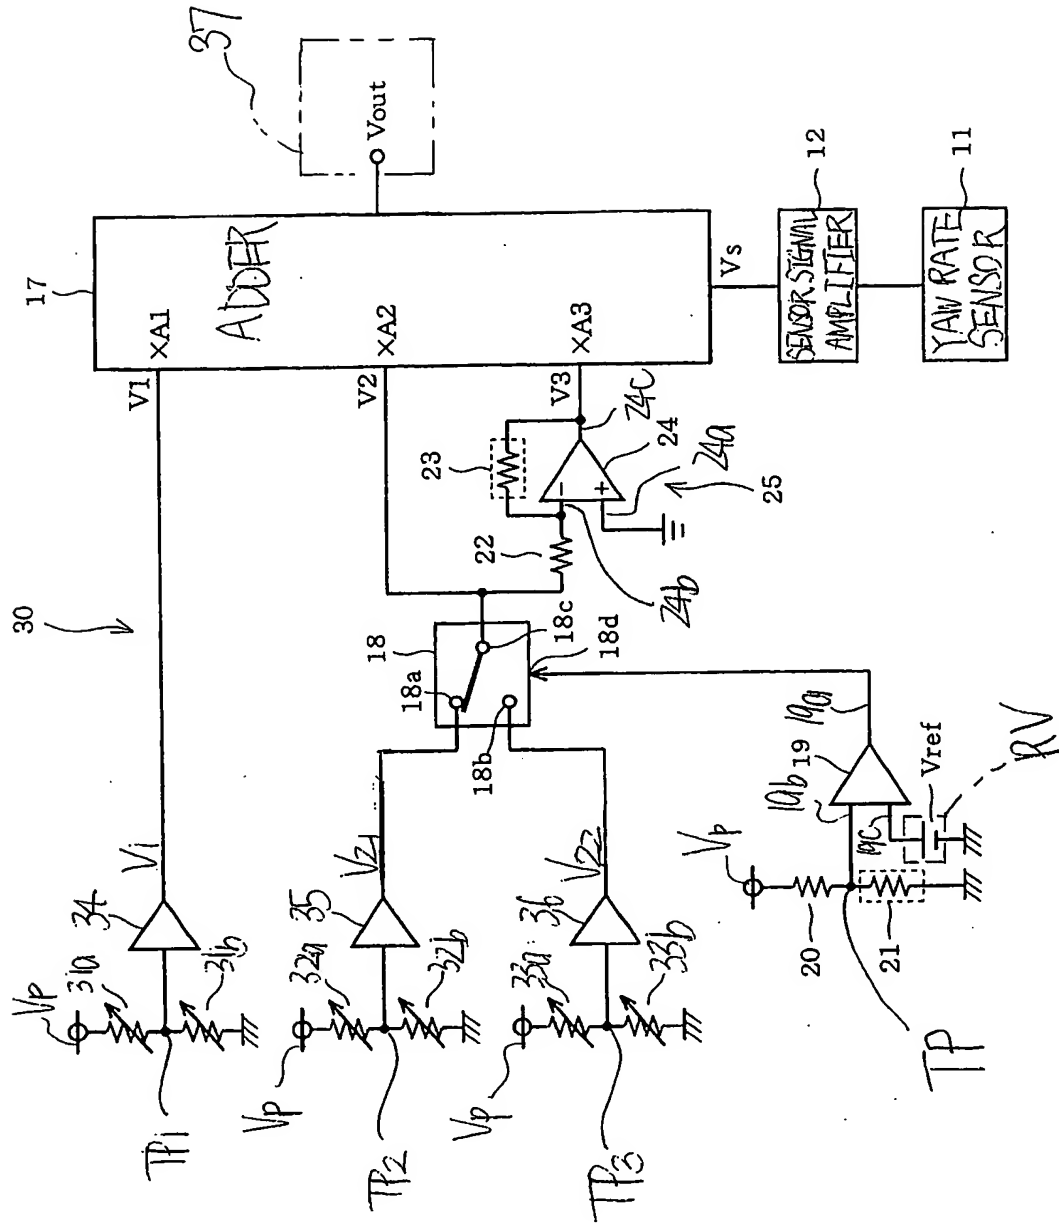 37
Vout
17
ADDER
XA1
XA2
XA3
V1
V2
V3
Vs
12
SENSOR SIGNAL
AMPLIFIER
11
YAW RATE
SENSOR
24c
24
24a
25
23
22
24b
30
18
18a
18b
18c
18d
19a
19
19b
19c
Vref
RV
Vp
20
21
TP
V1
34
31a
31b
Vp
TP1
V21
35
32a
32b
Vp
TP2
V22
36
33a
33b
Vp
TP3